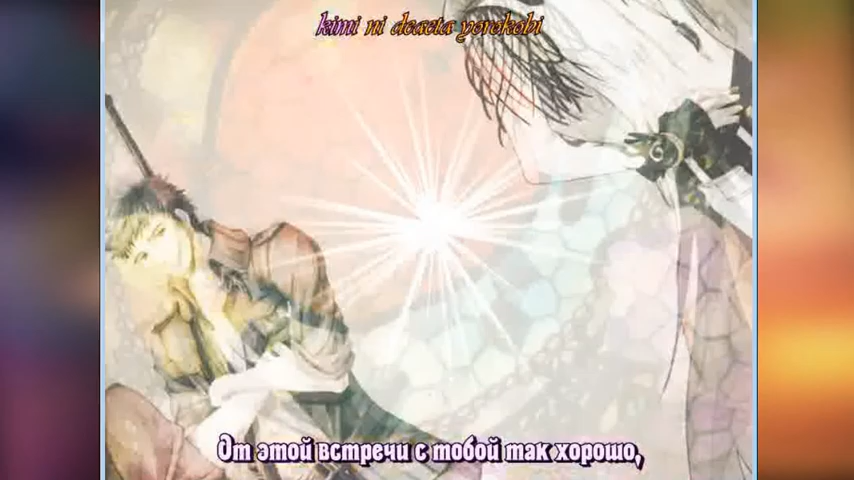 kimi ni deaeta yorokobi
От этой встречи с тобой так хорошо,